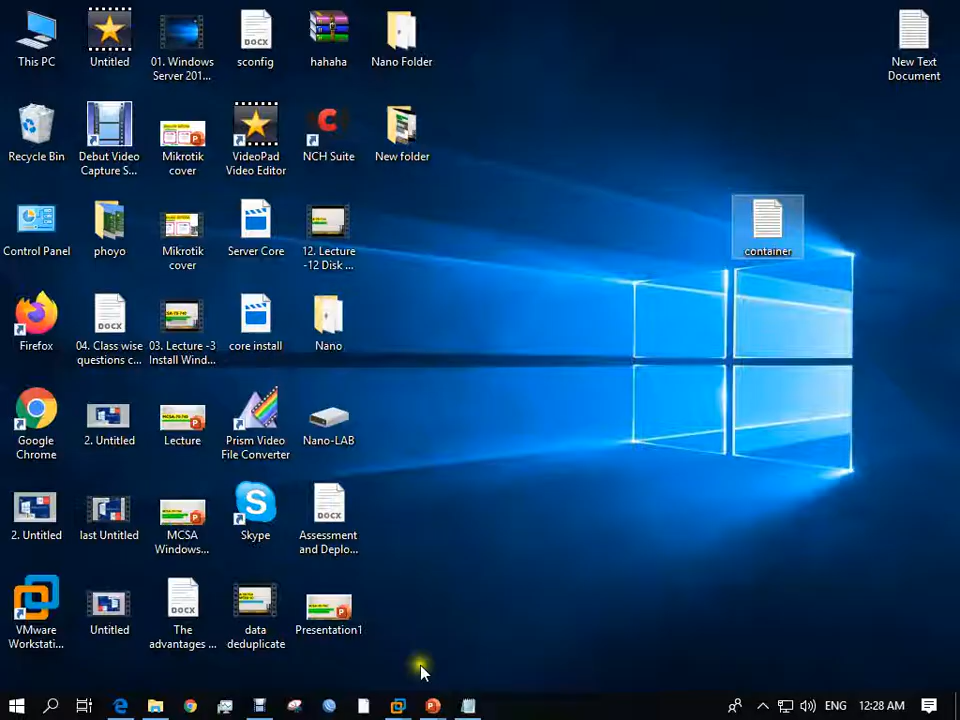 This PC
Untitled
01. Windows
Server 201...
sconfig
hahaha
Nano Folder
New Text
Document
Recycle Bin
Debut Video
Capture S...
Mikrotik
cover
VideoPad
Video Editor
NCH Suite
New folder
Control Panel
phoyo
Mikrotik
cover
Server Core
12. Lecture
-12 Disk ...
container
Firefox
04. Class wise
questions c...
03. Lecture -3
Install Wind...
core install
Nano
Google
Chrome
2. Untitled
Lecture
Prism Video
File Converter
Nano-LAB
2. Untitled
last Untitled
MCSA
Windows...
Skype
Assessment
and Deplo...
VMware
Workstati...
Untitled
The
advantages ...
data
deduplicate
Presentation1
ENG
12:28 AM